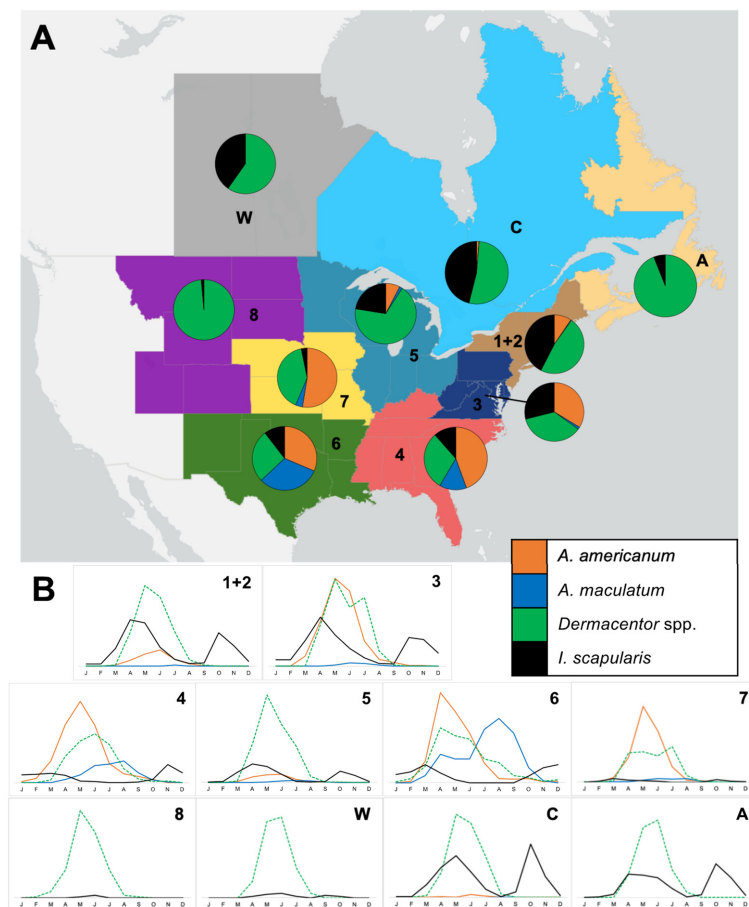 A
W
C
A
8
5
1+2
7
3
6
4
A. americanum
A. maculatum
Dermacentor spp.
I. scapularis
B
1+2
3
J F M A M J J A S O N D
J F M A M J J A S O N D
4
5
6
7
J F M A M J J A S O N D
J F M A M J J A S O N D
J F M A M J J A S O N D
J F M A M J J A S O N D
8
W
C
A
J F M A M J J A S O N D
J F M A M J J A S O N D
J F M A M J J A S O N D
J F M A M J J A S O N D